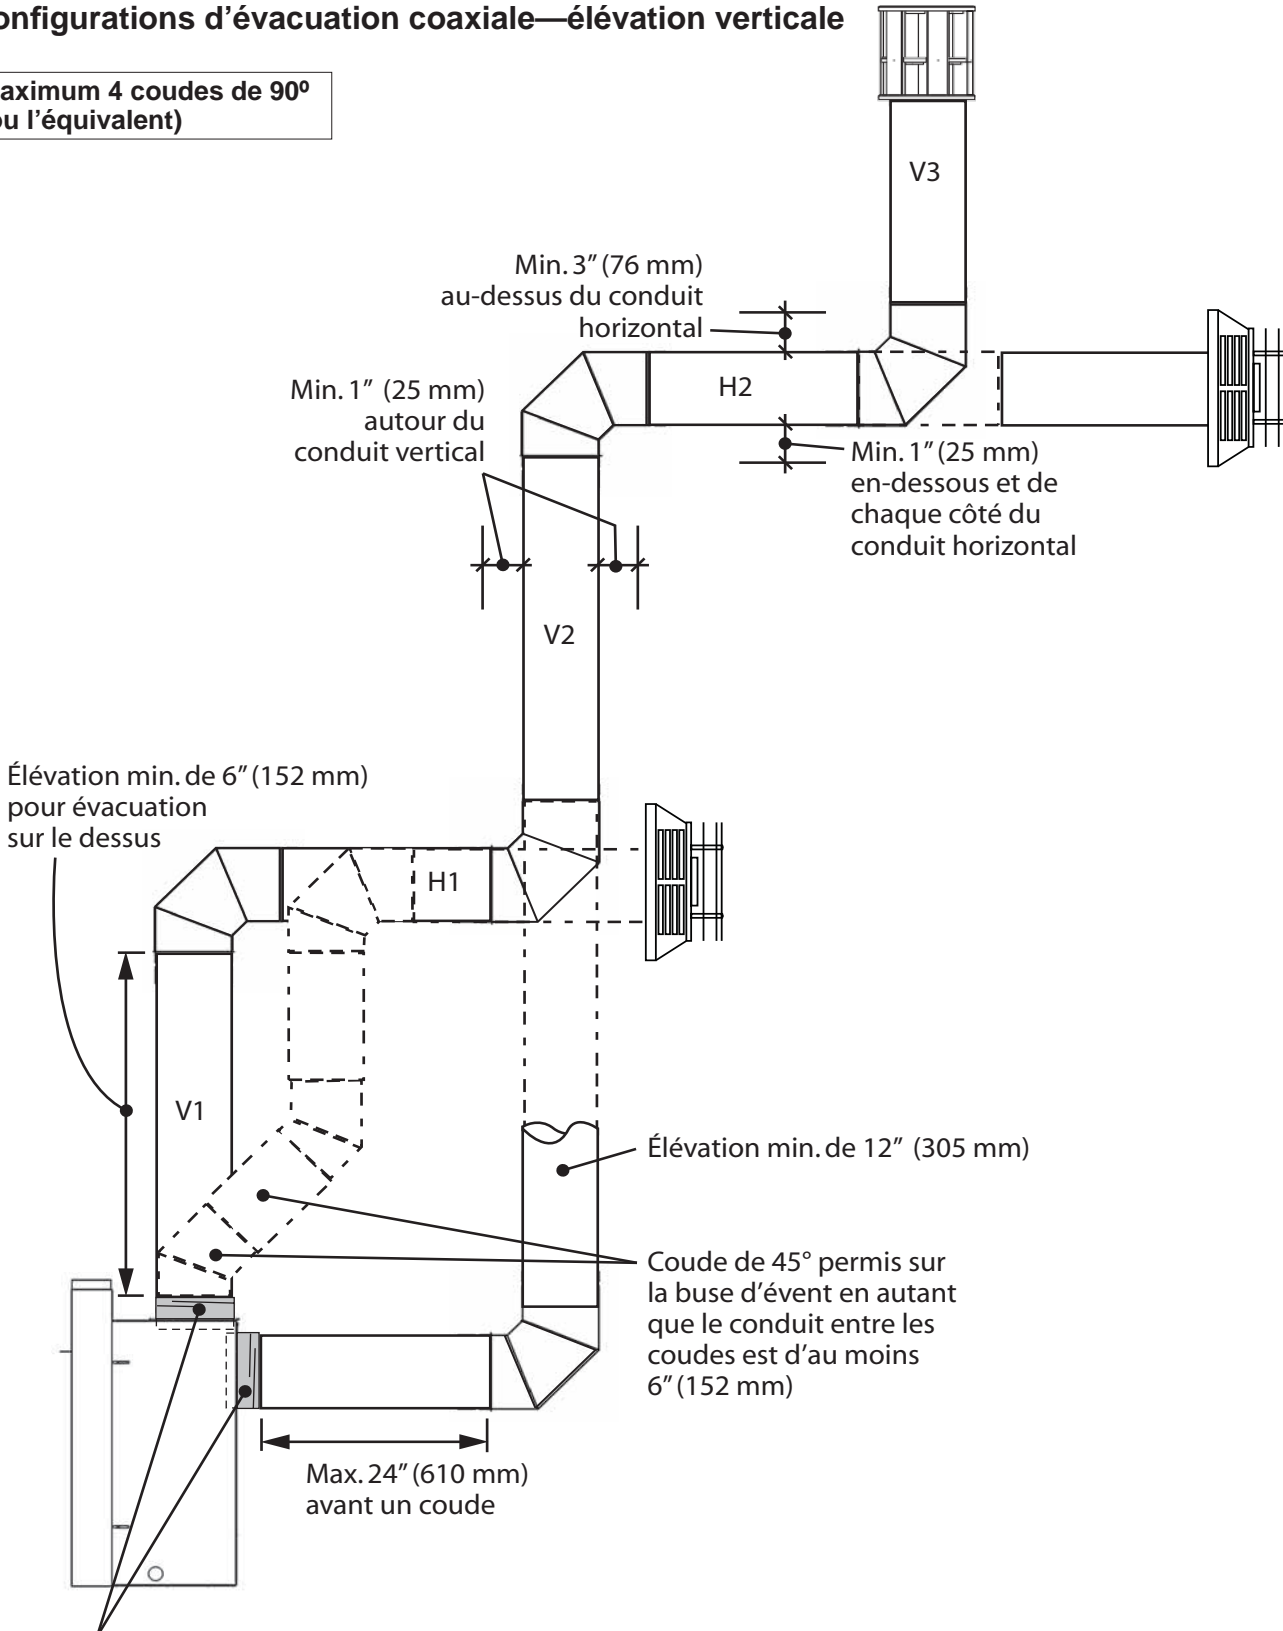 onfigurations d’évacuation coaxiale—élévation verticale
aximum 4 coudes de 90º
ou l’équivalent)
V3
Min. 3″ (76 mm)
au-dessus du conduit
horizontal
H2
Min. 1″ (25 mm)
autour du
conduit vertical
Min. 1″ (25 mm)
en-dessous et de
chaque côté du
conduit horizontal
V2
Élévation min. de 6″ (152 mm)
pour évacuation
sur le dessus
H1
V1
Élévation min. de 12″ (305 mm)
Coude de 45° permis sur
la buse d’évent en autant
que le conduit entre les
coudes est d’au moins
6″ (152 mm)
Max. 24″ (610 mm)
avant un coude